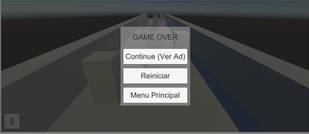 GAME OVER
Continue (Ver Ad)
Reiniciar
Menu Principal